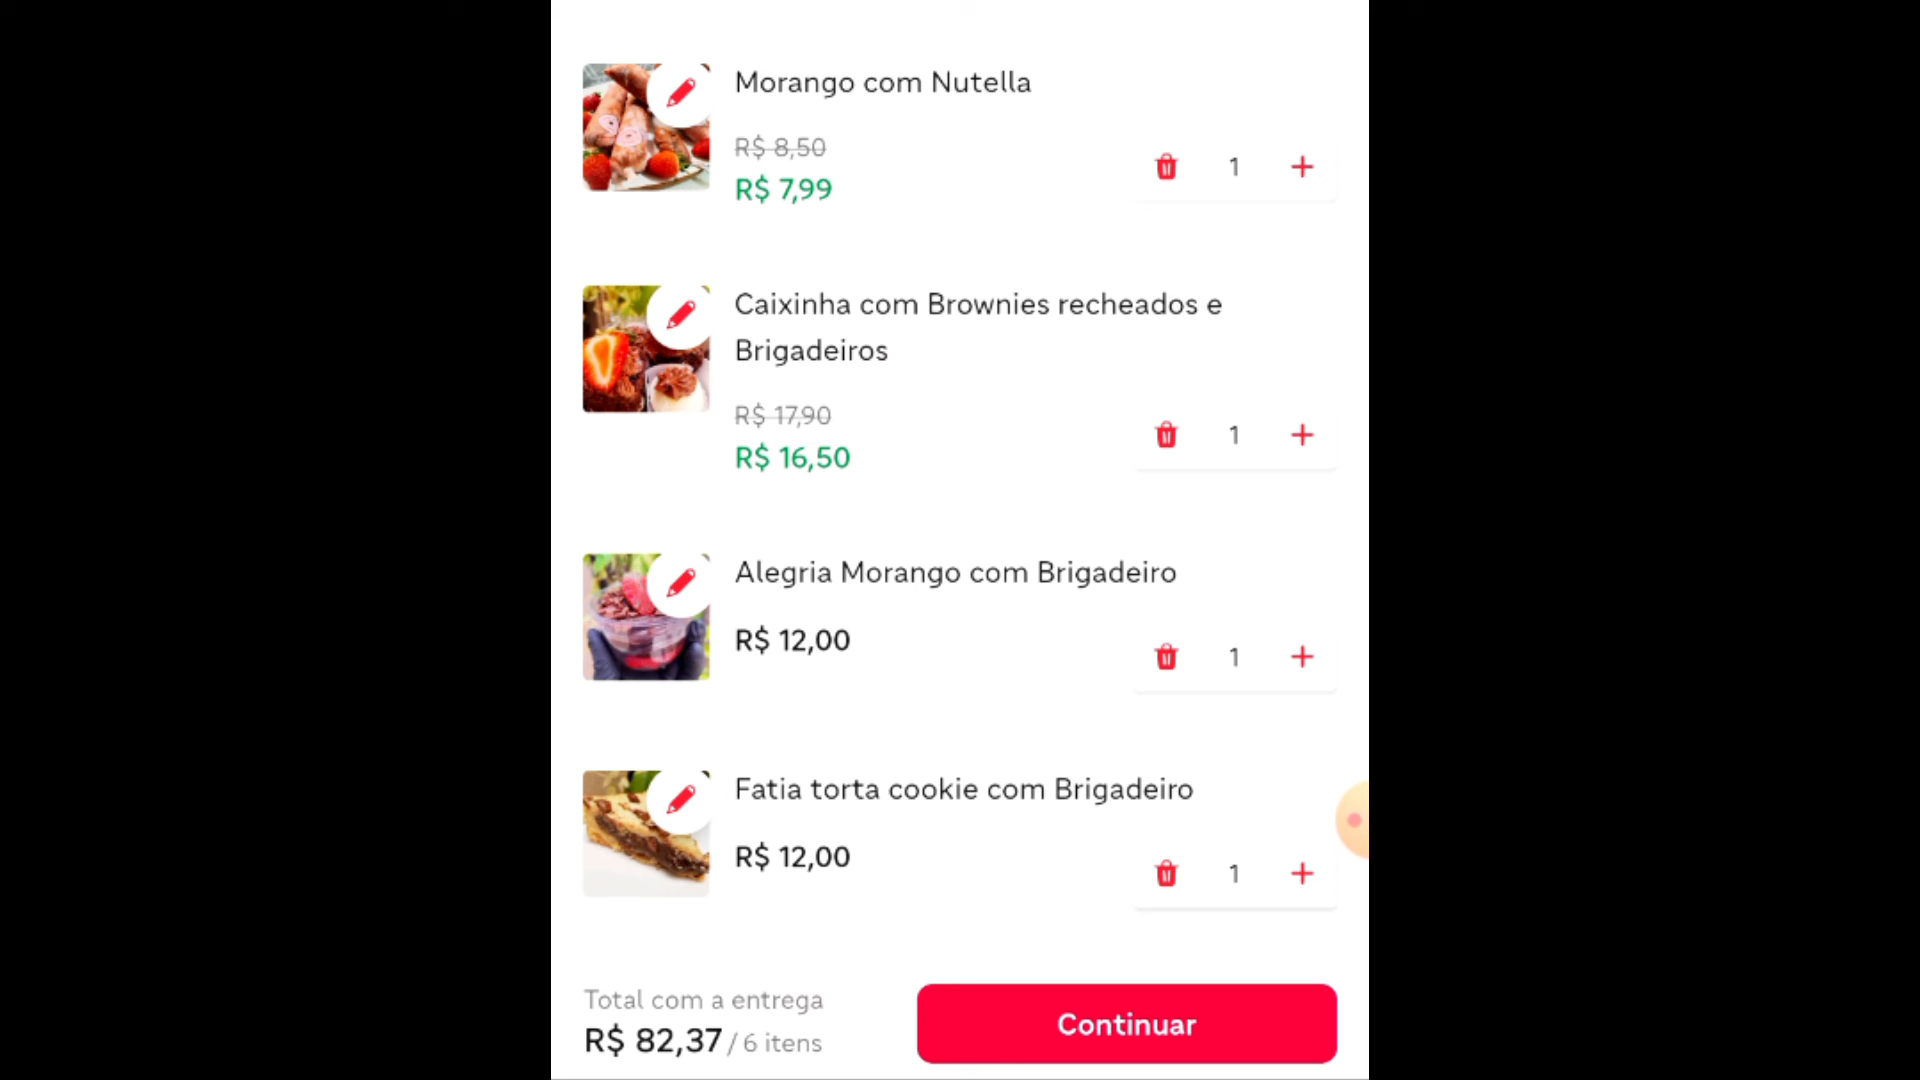 Morango com Nutella
R$ 8,50
R$ 7,99
1 +
Caixinha com Brownies recheados e
Brigadeiros
R$ 17,90
R$ 16,50
1 +
Alegria Morango com Brigadeiro
R$ 12,00
1 +
Fatia torta cookie com Brigadeiro
R$ 12,00
1 +
Total com a entrega
R$ 82,37 / 6 itens
Continuar